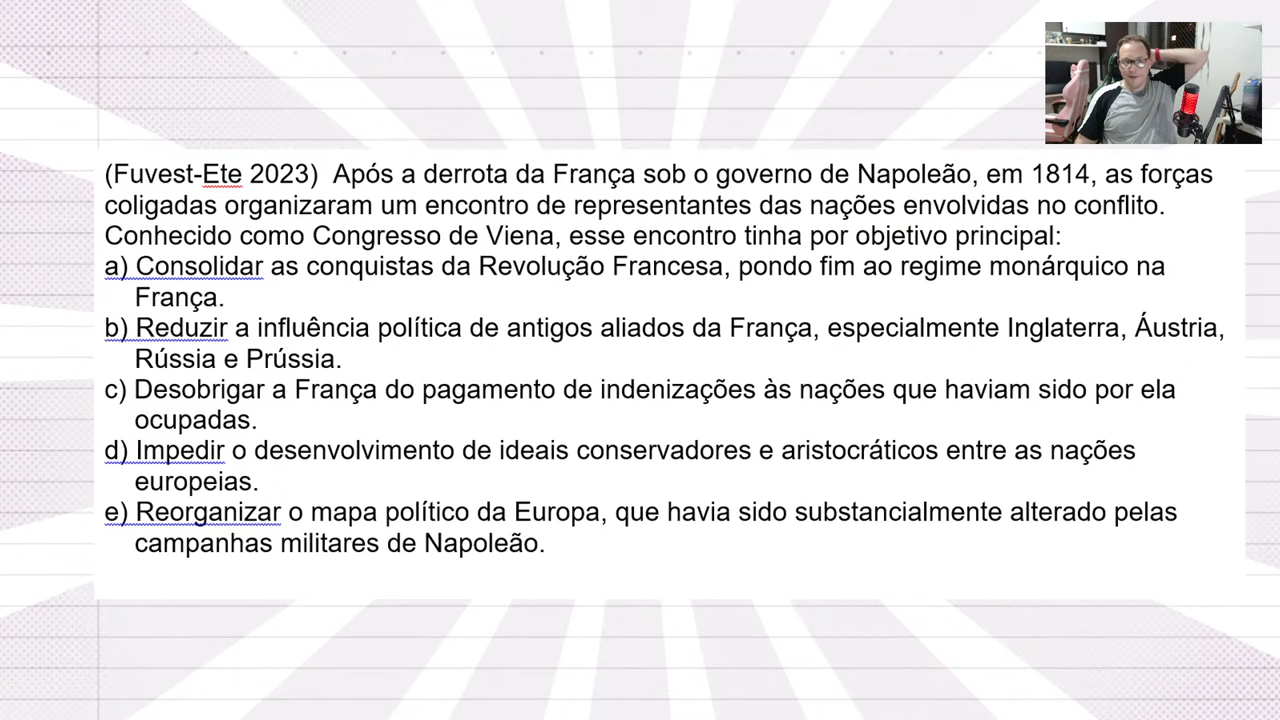 (Fuvest-Ete 2023)  Após a derrota da França sob o governo de Napoleão, em 1814, as forças
coligadas organizaram um encontro de representantes das nações envolvidas no conflito.
Conhecido como Congresso de Viena, esse encontro tinha por objetivo principal:
a) Consolidar as conquistas da Revolução Francesa, pondo fim ao regime monárquico na
França.
b) Reduzir a influência política de antigos aliados da França, especialmente Inglaterra, Áustria,
Rússia e Prússia.
c) Desobrigar a França do pagamento de indenizações às nações que haviam sido por ela
ocupadas.
d) Impedir o desenvolvimento de ideais conservadores e aristocráticos entre as nações
europeias.
e) Reorganizar o mapa político da Europa, que havia sido substancialmente alterado pelas
campanhas militares de Napoleão.